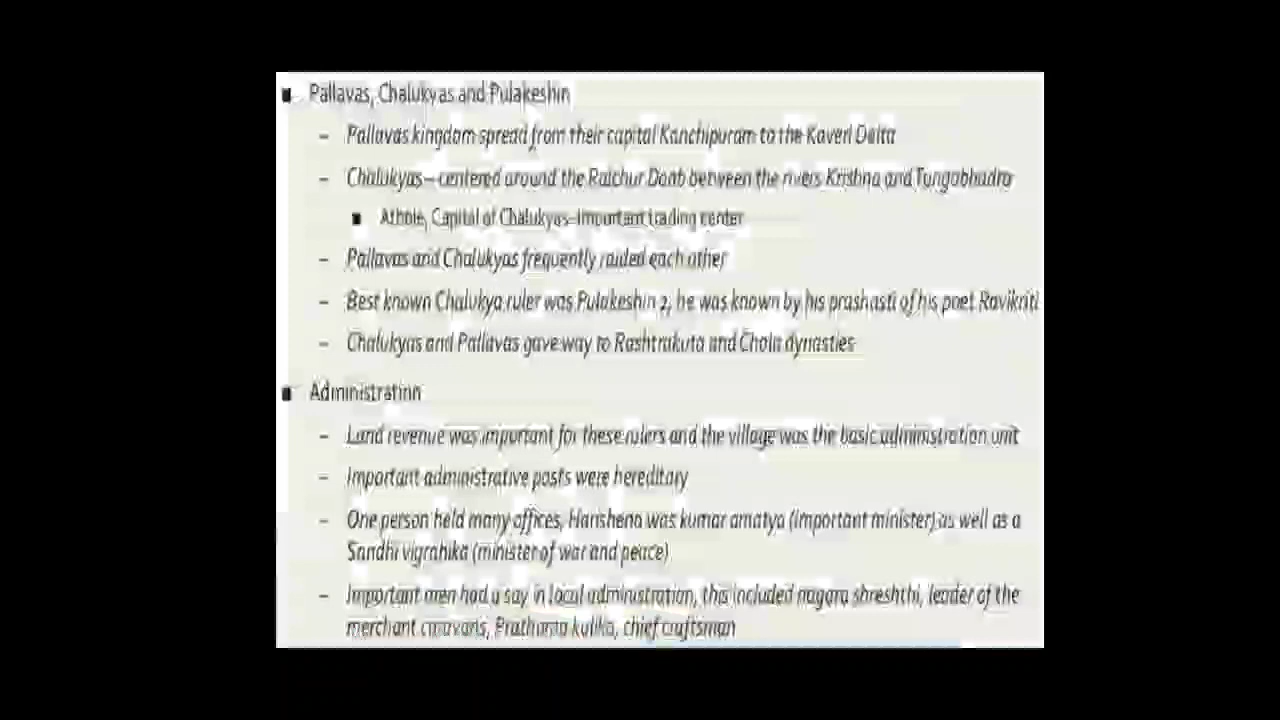 ▪ Pallavas, Chalukyas and Pulakeshin
– Pallavas kingdom spread from their capital Kanchipuram to the Kaveri Delta
– Chalukyas – centered around the Raichur Doab between the rivers Krishna and Tungabhadra
▪ Aihole, Capital of Chalukyas-important trading center
– Pallavas and Chalukyas frequently raided each other
– Best known Chalukya ruler was Pulakeshin 2, he was known by his prashasti of his poet Ravikriti
– Chalukyas and Pallavas gave way to Rashtrakuta and Chola dynasties
▪ Administration
– Land revenue was important for these rulers and the village was the basic administration unit
– Important administrative posts were hereditary
– One person held many offices, Harishena was kumar amatya (important minister) as well as a
Sandhi vigrahika (minister of war and peace)
– Important men had a say in local administration, this included nagara shreshthi, leader of the
merchant caravans, Prathama kulika, chief craftsman